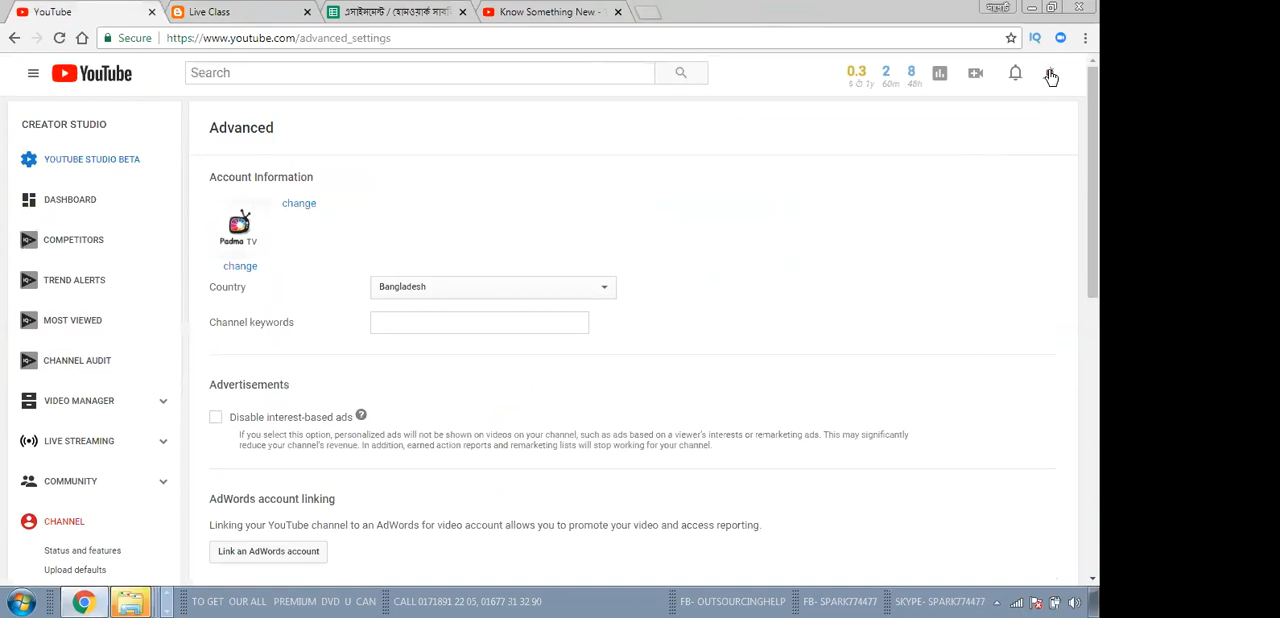 YouTube
Live Class
এসাইনমেন্ট / হোমওয়ার্ক সাবমি
Know Something New -
Secure https://www.youtube.com/advanced_settings
IQ
YouTube
Search
0.3 2 8
$ 1y 60m 48h
CREATOR STUDIO
YOUTUBE STUDIO BETA
DASHBOARD
COMPETITORS
TREND ALERTS
MOST VIEWED
CHANNEL AUDIT
VIDEO MANAGER
LIVE STREAMING
COMMUNITY
CHANNEL
Status and features
Upload defaults
Advanced
Account Information
change
Padma TV
change
Country Bangladesh
Channel keywords
Advertisements
Disable interest-based ads ?
If you select this option, personalized ads will not be shown on videos on your channel, such as ads based on a viewer's interests or remarketing ads. This may significantly
reduce your channel's revenue. In addition, earned action reports and remarketing lists will stop working for your channel.
AdWords account linking
Linking your YouTube channel to an AdWords for video account allows you to promote your video and access reporting.
Link an AdWords account
TO GET OUR ALL PREMIUM DVD U CAN CALL 0171891 22 05, 01677 31 32 90 FB- OUTSOURCINGHELP FB- SPARK774477 SKYPE- SPARK774477